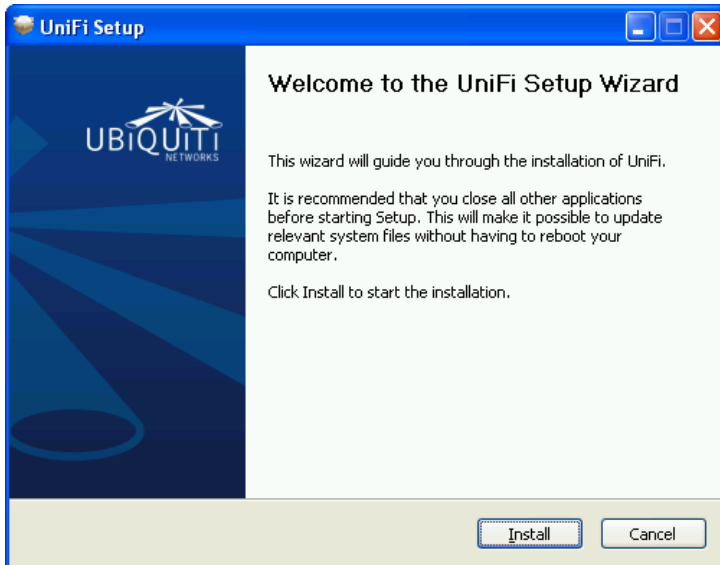 UniFi Setup
Welcome to the UniFi Setup Wizard
UBiQUiTi
NETWORKS
This wizard will guide you through the installation of UniFi.
It is recommended that you close all other applications
before starting Setup. This will make it possible to update
relevant system files without having to reboot your
computer.
Click Install to start the installation.
Install
Cancel